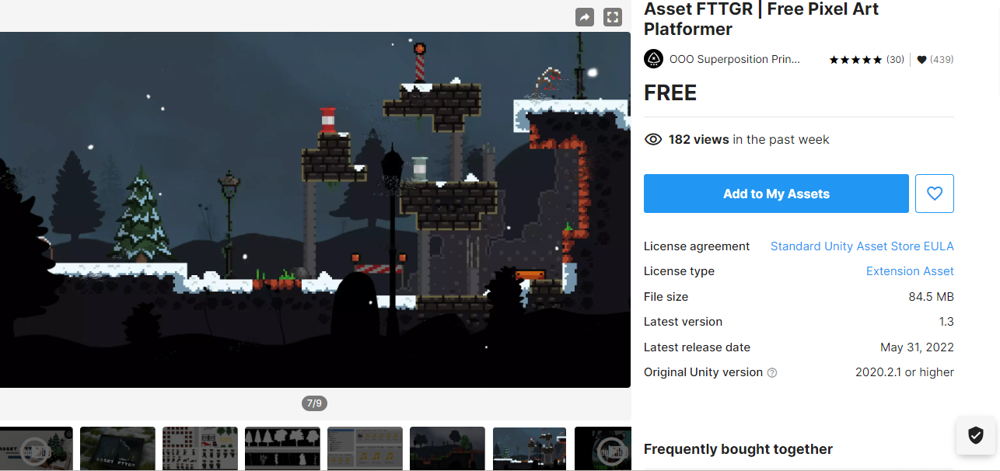 Asset FTTGR | Free Pixel Art
Platformer
OOO Superposition Prin...
(30)
(439)
FREE
182 views in the past week
Add to My Assets
License agreement
Standard Unity Asset Store EULA
License type
Extension Asset
File size
84.5 MB
Latest version
1.3
Latest release date
May 31, 2022
Original Unity version
2020.2.1 or higher
7/9
ASSET FTTGR
Frequently bought together